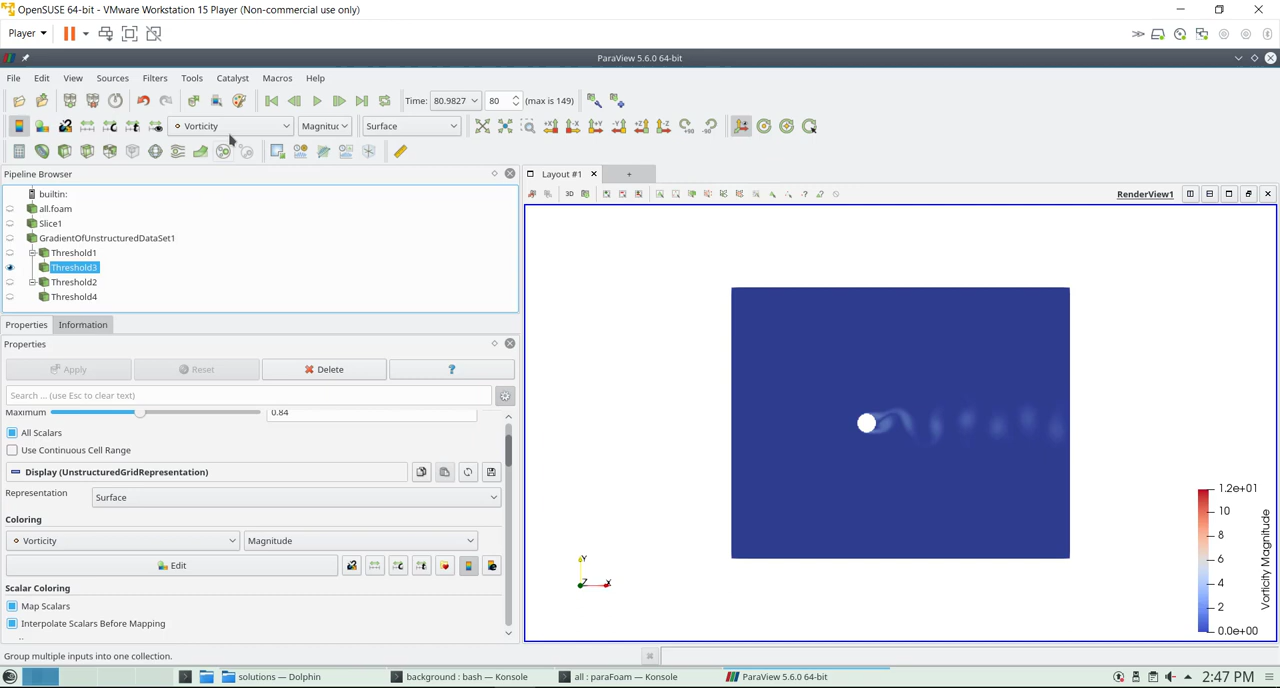 OpenSUSE 64-bit - VMware Workstation 15 Player (Non-commercial use only)
Player
ParaView 5.6.0 64-bit
File Edit View Sources Filters Tools Catalyst Macros Help
Time: 80.9827 80 (max is 149)
Vorticity Magnituc Surface
+90 -90
Pipeline Browser
Layout #1 +
builtin:
3D RenderView1
all.foam
Slice1
GradientOfUnstructuredDataSet1
Threshold1
Threshold3
Threshold2
Threshold4
Properties Information
Properties
Apply Reset Delete ?
Search ... (use Esc to clear text)
Maximum 0.84
All Scalars
Use Continuous Cell Range
Display (UnstructuredGridRepresentation)
Representation Surface
Coloring
Vorticity Magnitude
Edit
Scalar Coloring
Map Scalars
Interpolate Scalars Before Mapping
Y
Z X
1.2e+01
10
8
6
4
2
0.0e+00
Vorticity Magnitude
Group multiple inputs into one collection.
solutions — Dolphin background : bash — Konsole all : paraFoam — Konsole ParaView 5.6.0 64-bit 2:47 PM